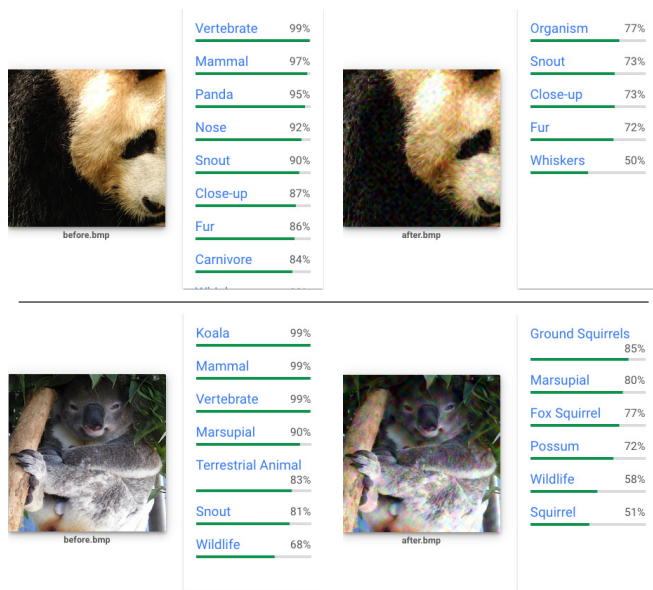 Vertebrate 99%
Mammal 97%
Panda 95%
Nose 92%
Snout 90%
Close-up 87%
Fur 86%
Carnivore 84%
before.bmp
Organism 77%
Snout 73%
Close-up 73%
Fur 72%
Whiskers 50%
after.bmp
Koala 99%
Mammal 99%
Vertebrate 99%
Marsupial 90%
Terrestrial Animal
83%
Snout 81%
Wildlife 68%
before.bmp
Ground Squirrels
85%
Marsupial 80%
Fox Squirrel 77%
Possum 72%
Wildlife 58%
Squirrel 51%
after.bmp